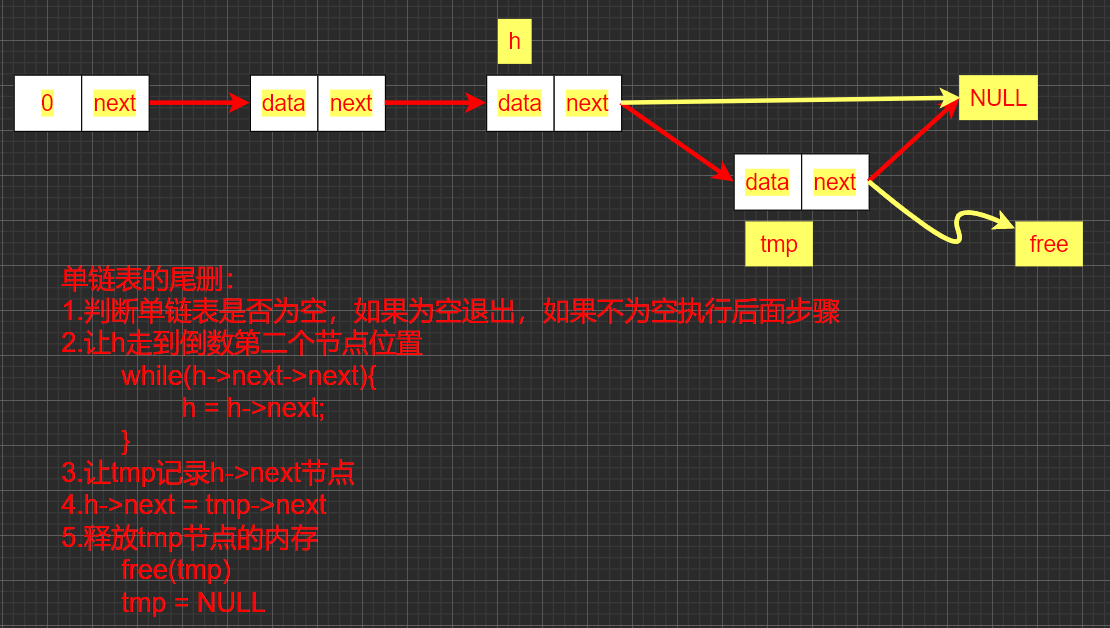 h
0 next data next data next NULL
data next
tmp free
单链表的尾删：
1.判断单链表是否为空，如果为空退出，如果不为空执行后面步骤
2.让h走到倒数第二个节点位置
while(h->next->next){
h = h->next;
}
3.让tmp记录h->next节点
4.h->next = tmp->next
5.释放tmp节点的内存
free(tmp)
tmp = NULL